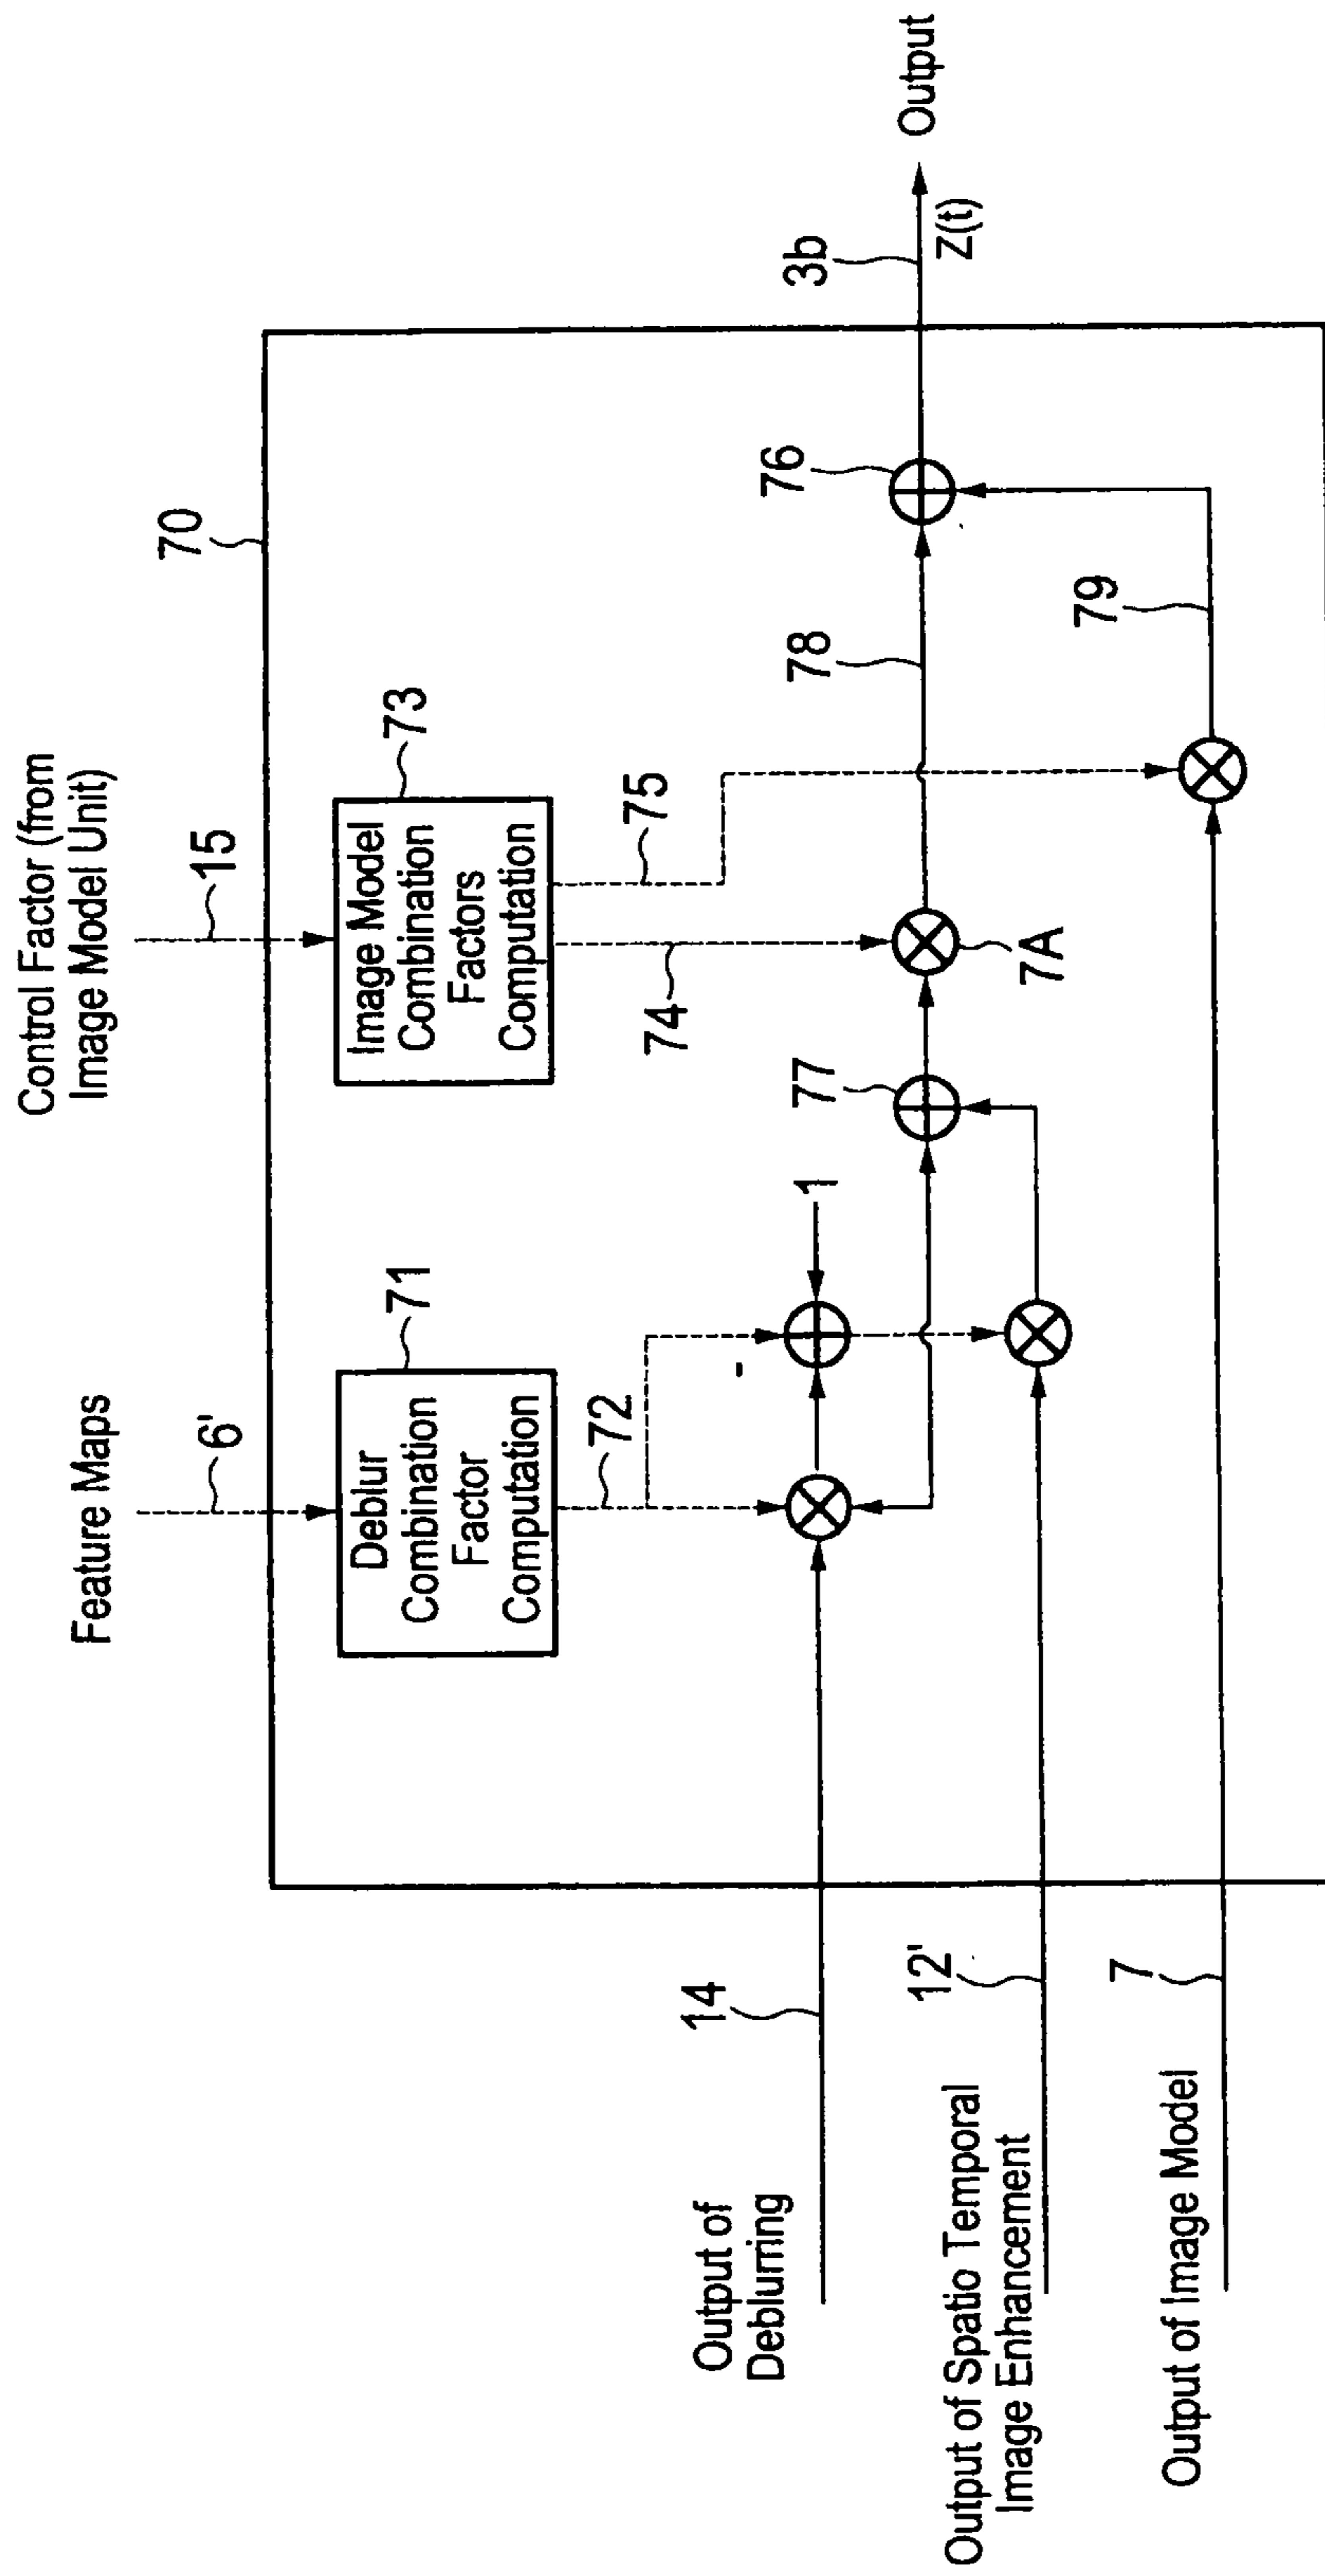 Feature Maps
6'
Control Factor (from
Image Model Unit)
15
70
71
Deblur
Combination
Factor
Computation
73
Image Model
Combination
Factors
Computation
72
74
75
-
1
77
7A
78
76
79
3b
Z(t)
Output
Output of
Deblurring
14
Output of Spatio Temporal
Image Enhancement
12'
Output of Image Model
7